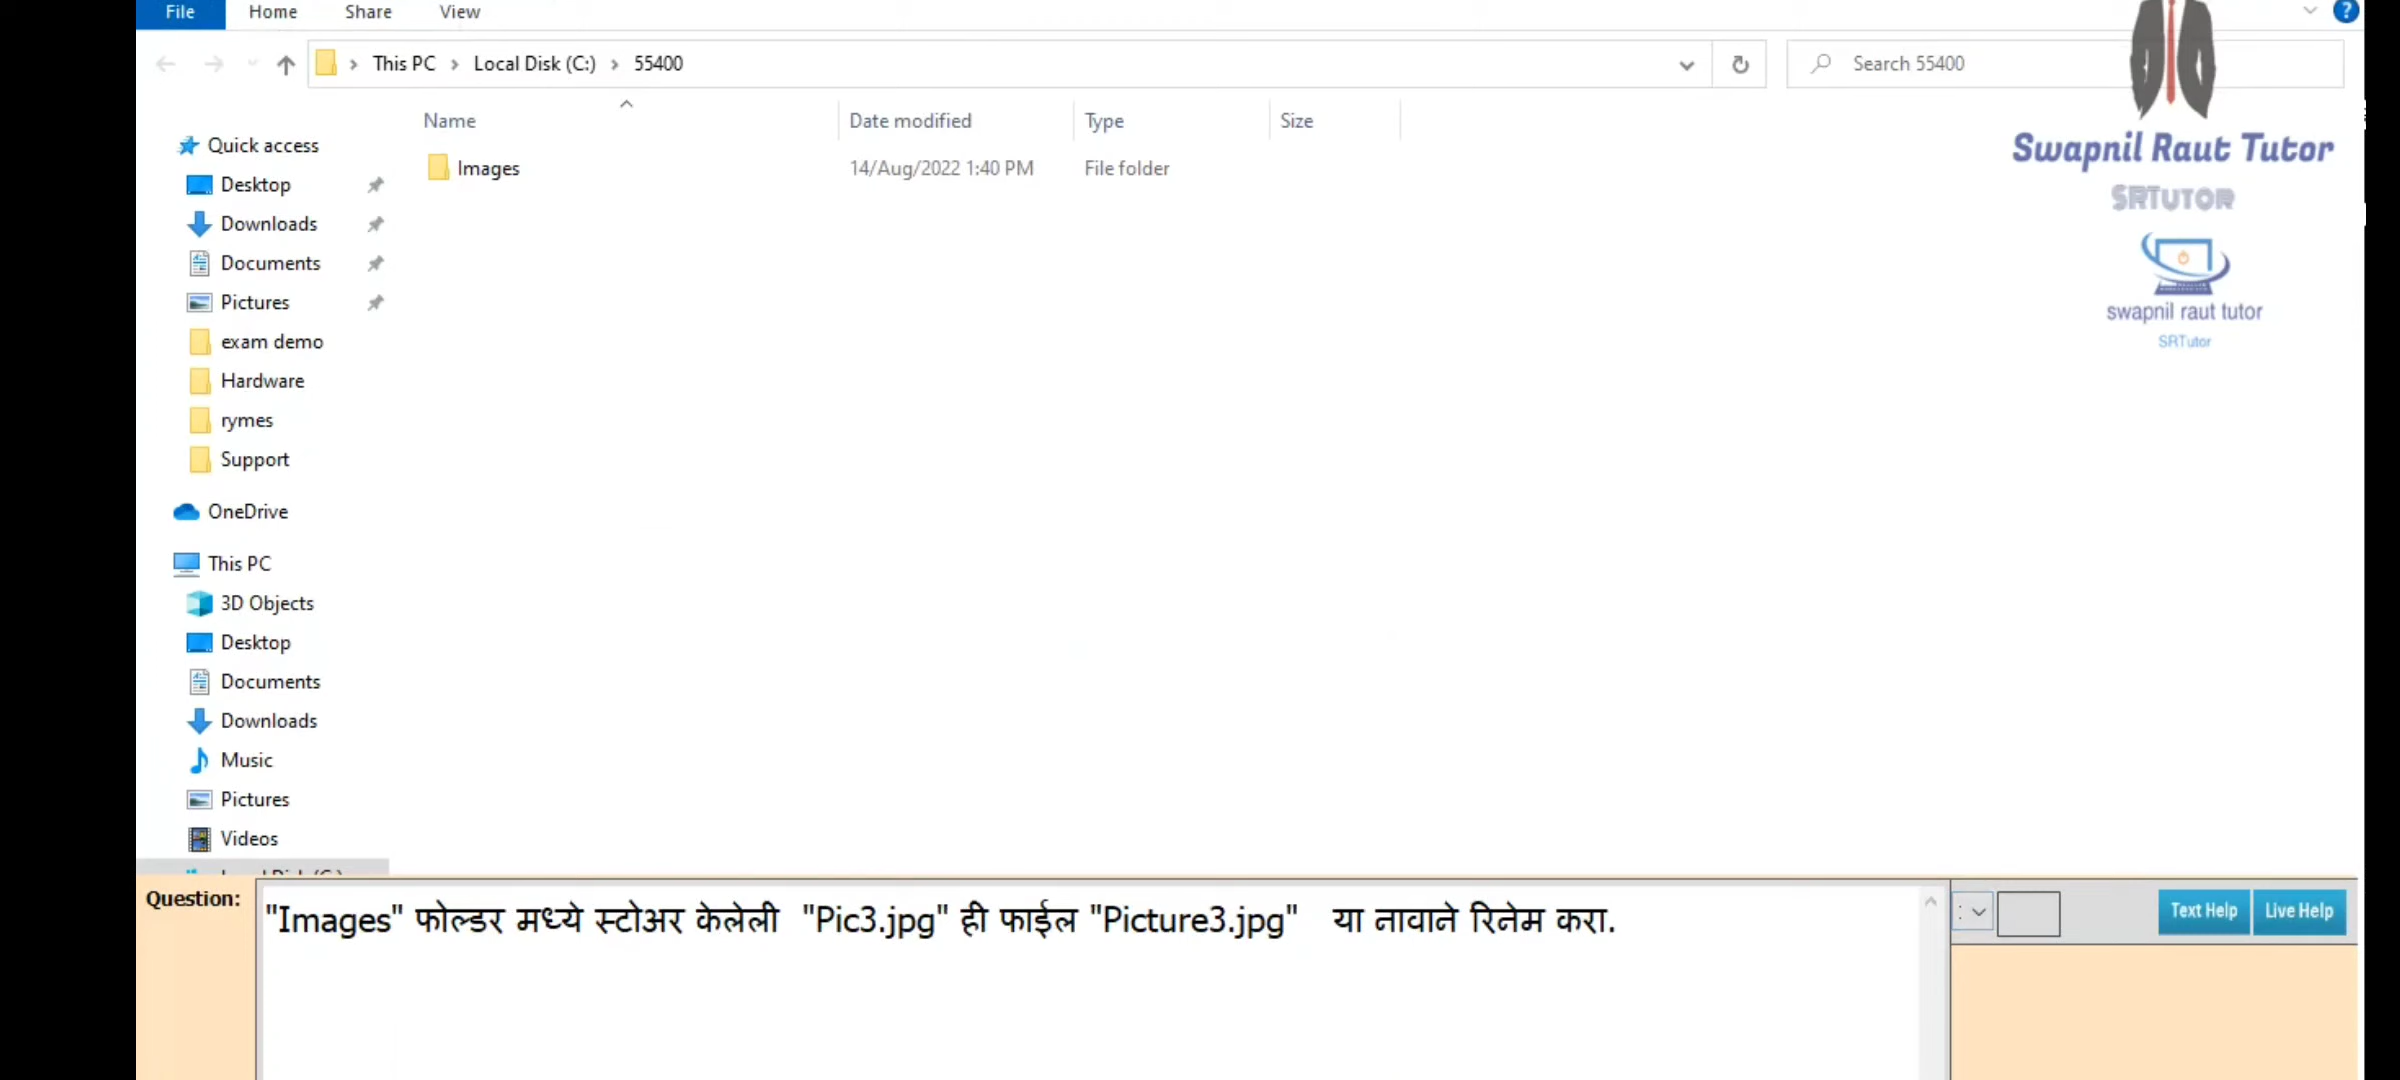 File Home Share View
This PC > Local Disk (C:) > 55400
Search 55400
Name Date modified Type Size
Images 14/Aug/2022 1:40 PM File folder
Quick access
Desktop
Downloads
Documents
Pictures
exam demo
Hardware
rymes
Support
OneDrive
This PC
3D Objects
Desktop
Documents
Downloads
Music
Pictures
Videos
Local Disk (C:)
Swapnil Raut Tutor
SRTUTOR
swapnil raut tutor
SRTutor
Question:
"Images" फोल्डर मध्ये स्टोअर केलेली "Pic3.jpg" ही फाईल "Picture3.jpg" या नावाने रिनेम करा.
Text Help Live Help